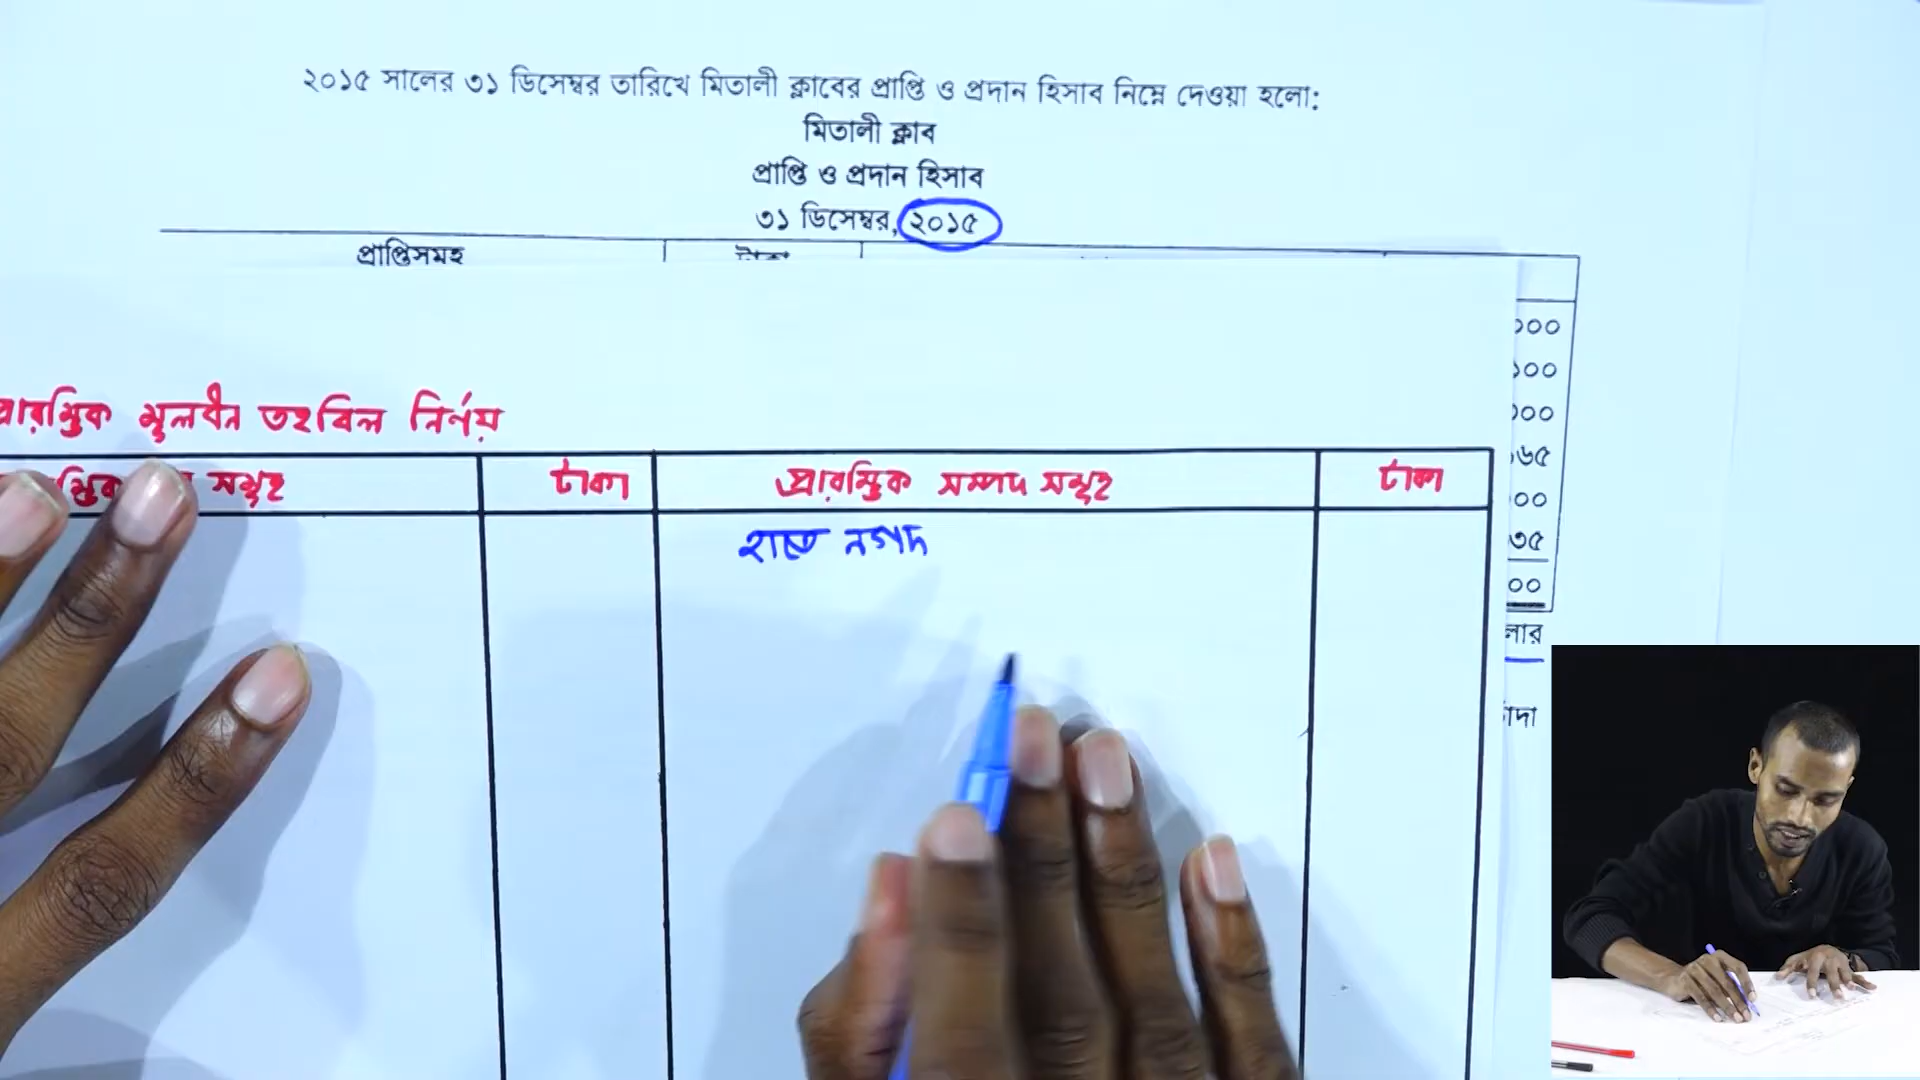 ২০১৫ সালের ৩১ ডিসেম্বর তারিখে মিতালী ক্লাবের প্রাপ্তি ও প্রদান হিসাব নিম্নে দেওয়া হলো:
মিতালী ক্লাব
প্রাপ্তি ও প্রদান হিসাব
৩১ ডিসেম্বর, ২০১৫
প্রাপ্তিসমূহ টাকা
প্রারম্ভিক মূলধন তহবিল নির্ণয়
সমূহ টাকা প্রারম্ভিক সম্পদ সমূহ টাকা
হাতে নগদ